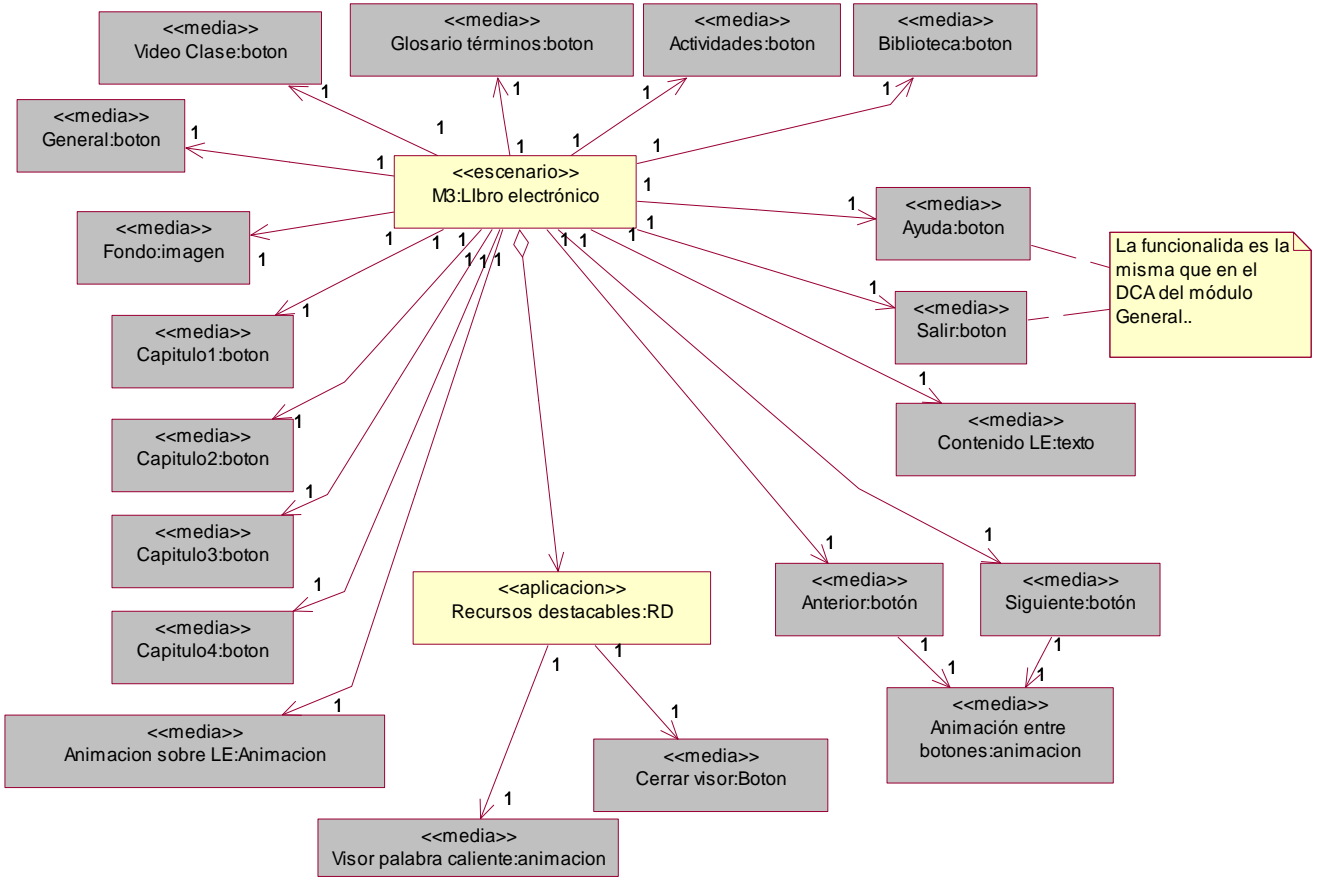 <<media>>
Video Clase:boton
<<media>>
Glosario términos:boton
<<media>>
Actividades:boton
<<media>>
Biblioteca:boton
1
1
1
1
<<media>>
General:boton
1
1
1
1
1
1
1
<<escenario>>
M3:LIbro electrónico
1
<<media>>
Ayuda:boton
1
<<media>>
Fondo:imagen
1
1
1
1
1
1
1
1
1
1
1
1
La funcionalida es la
misma que en el
DCA del módulo
General..
<<media>>
Salir:boton
1
<<media>>
Capitulo1:boton
1
<<media>>
Capitulo2:boton
1
<<media>>
Contenido LE:texto
1
<<media>>
Capitulo3:boton
1
<<media>>
Capitulo4:boton
1
<<aplicacion>>
Recursos destacables:RD
1
1
1
<<media>>
Anterior:botón
1
<<media>>
Siguiente:botón
1
1
1
1
<<media>>
Animación entre
botones:animacion
<<media>>
Animacion sobre LE:Animacion
1
1
<<media>>
Cerrar visor:Boton
1
<<media>>
Visor palabra caliente:animacion